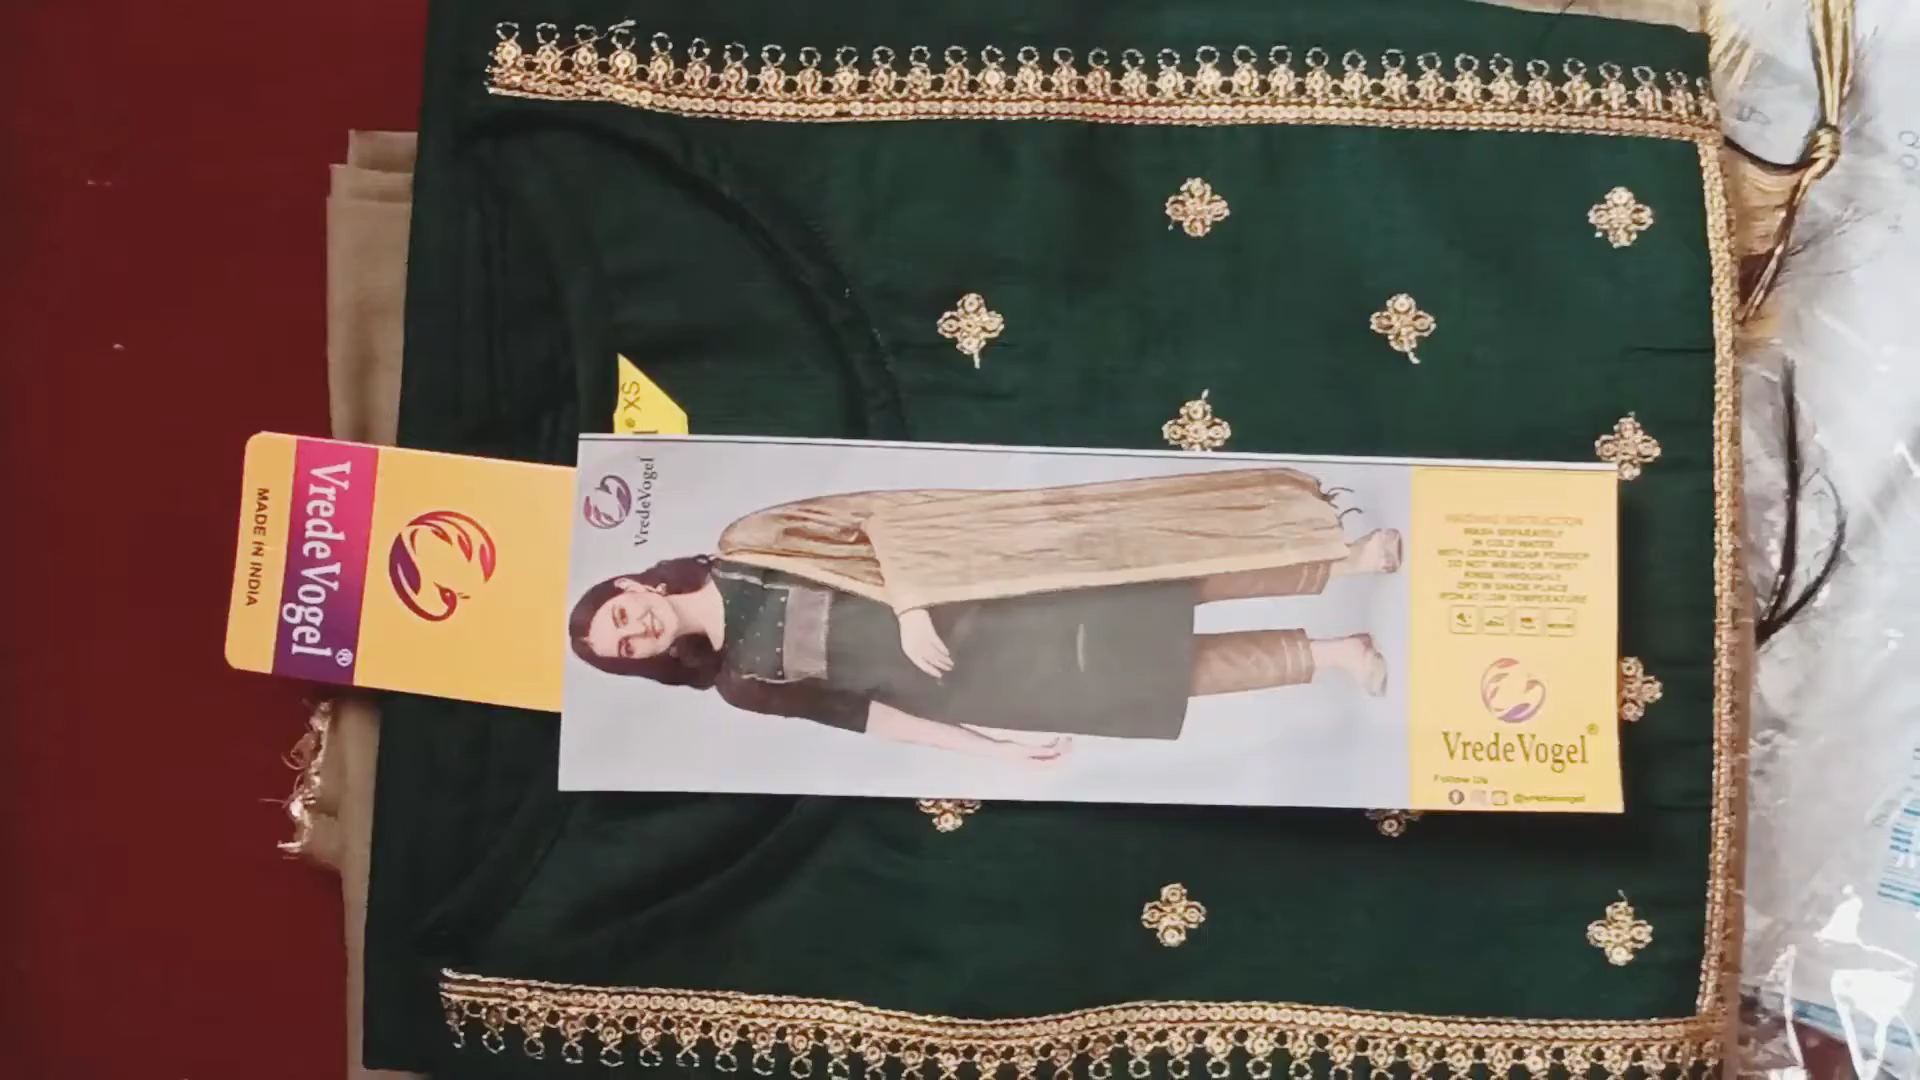 XS
VredeVogel®
MADE IN INDIA
VredeVogel
WASHING INSTRUCTION
WASH SEPARATELY
IN COLD WATER
WITH GENTLE SOAP POWDER
DO NOT WRING OR TWIST
RINSE THROUGHLY
DRY IN SHADE PLACE
IRON AT LOW TEMPERATURE
VredeVogel®
Follow Us
@vredevogel